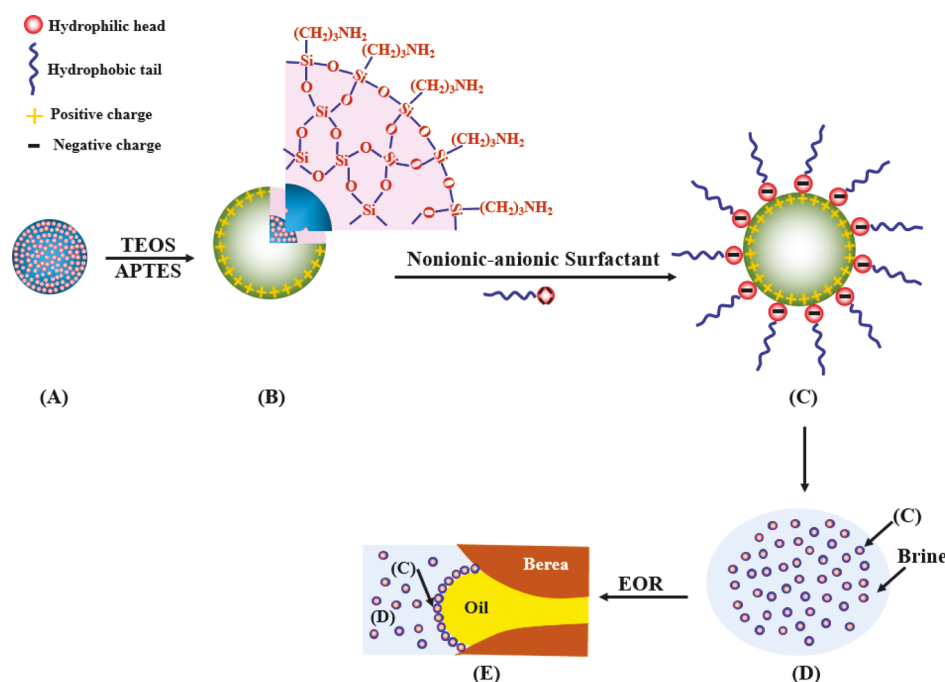 Hydrophilic head
Hydrophobic tail
Positive charge
Negative charge
(CH2)3NH2
(CH2)3NH2
(CH2)3NH2
(CH2)3NH2
(CH2)3NH2
Si O Si
O O O
Si O Si
O O O O
Si O Si O Si O Si
O O O O
Si O Si
TEOS
APTES
Nonionic-anionic Surfactant
(A)
(B)
(C)
(C)
Brine
(D)
EOR
Berea
Oil
(C)
(D)
(E)